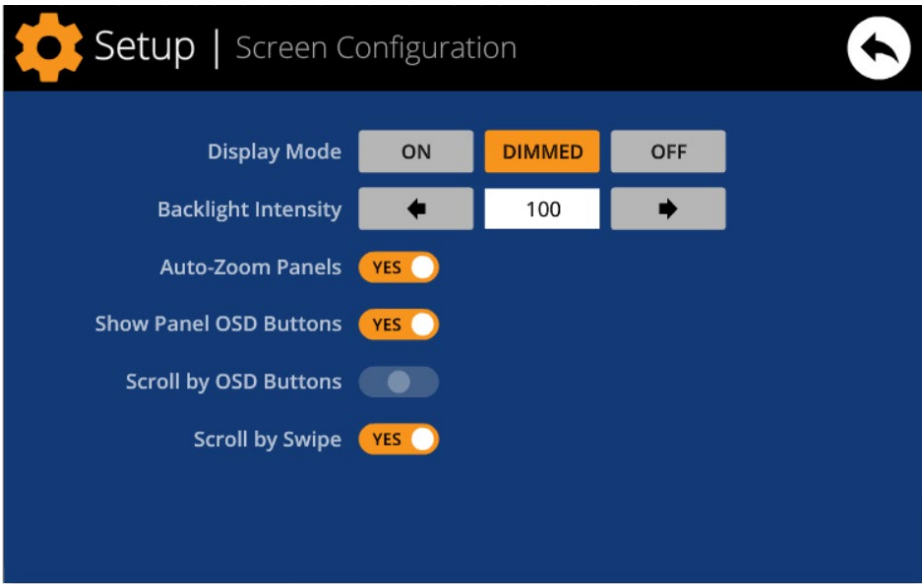 Setup | Screen Configuration
Display Mode ON DIMMED OFF
Backlight Intensity 100
Auto-Zoom Panels YES
Show Panel OSD Buttons YES
Scroll by OSD Buttons
Scroll by Swipe YES